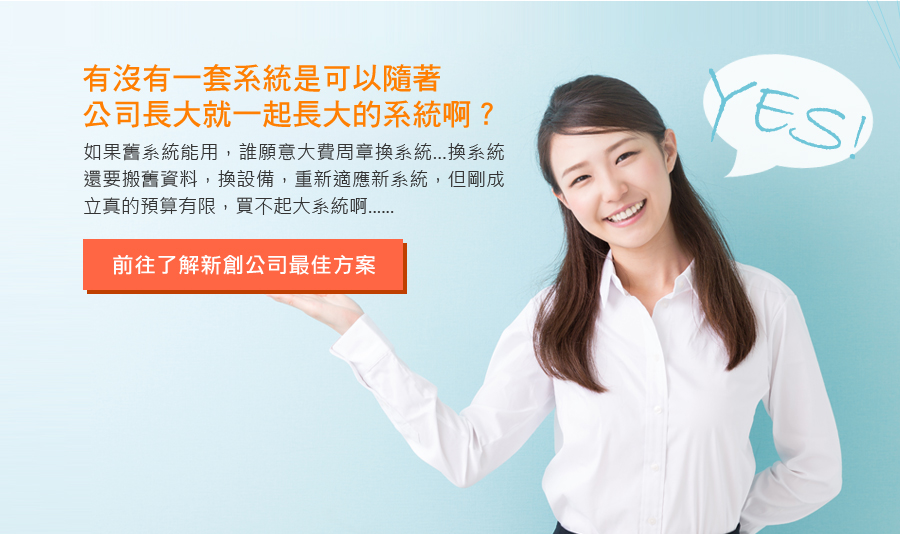 有沒有一套系統是可以隨著
公司長大就一起長大的系統啊？
如果舊系統能用，誰願意大費周章換系統...換系統
還要搬舊資料，換設備，重新適應新系統，但剛成
立真的預算有限，買不起大系統啊......
前往了解新創公司最佳方案
YES!